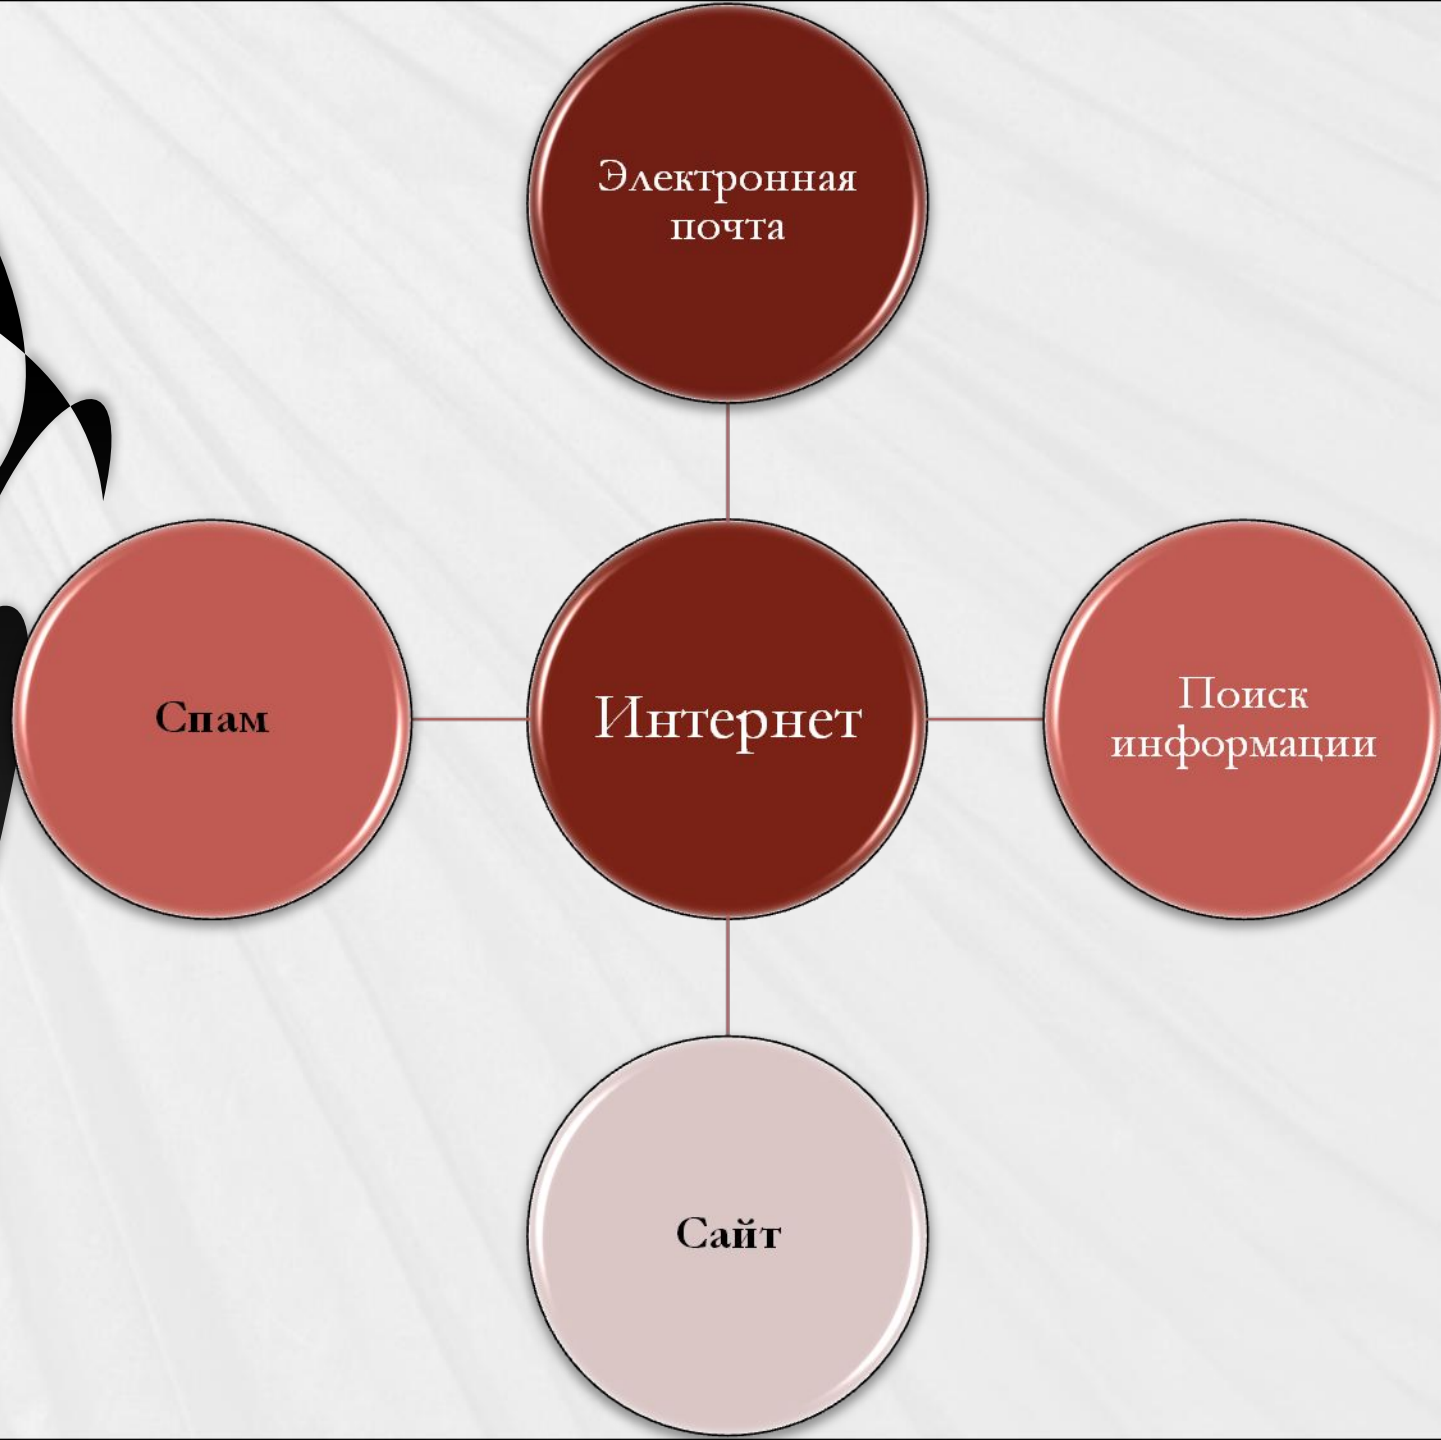 Электронная
почта
Спам
Интернет
Поиск
информации
Сайт